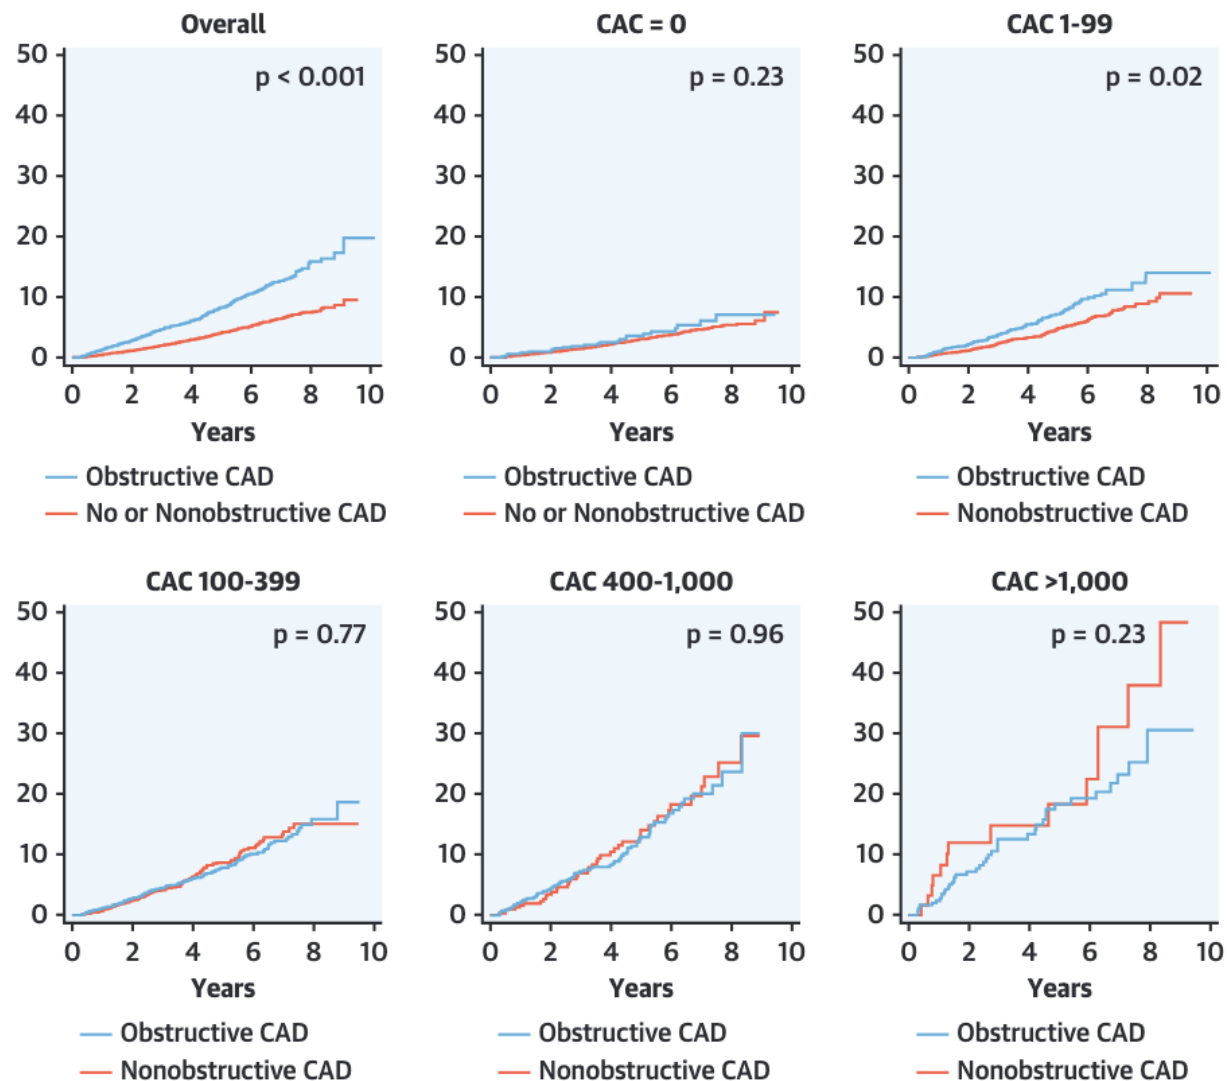 Overall
CAC = 0
CAC 1-99
50
40
30
20
10
0
p < 0.001
0 2 4 6 8 10
Years
50
40
30
20
10
0
p = 0.23
0 2 4 6 8 10
Years
50
40
30
20
10
0
p = 0.02
0 2 4 6 8 10
Years
Obstructive CAD
No or Nonobstructive CAD
Obstructive CAD
No or Nonobstructive CAD
Obstructive CAD
Nonobstructive CAD
CAC 100-399
CAC 400-1,000
CAC >1,000
50
40
30
20
10
0
p = 0.77
0 2 4 6 8 10
Years
50
40
30
20
10
0
p = 0.96
0 2 4 6 8 10
Years
50
40
30
20
10
0
p = 0.23
0 2 4 6 8 10
Years
Obstructive CAD
Nonobstructive CAD
Obstructive CAD
Nonobstructive CAD
Obstructive CAD
Nonobstructive CAD